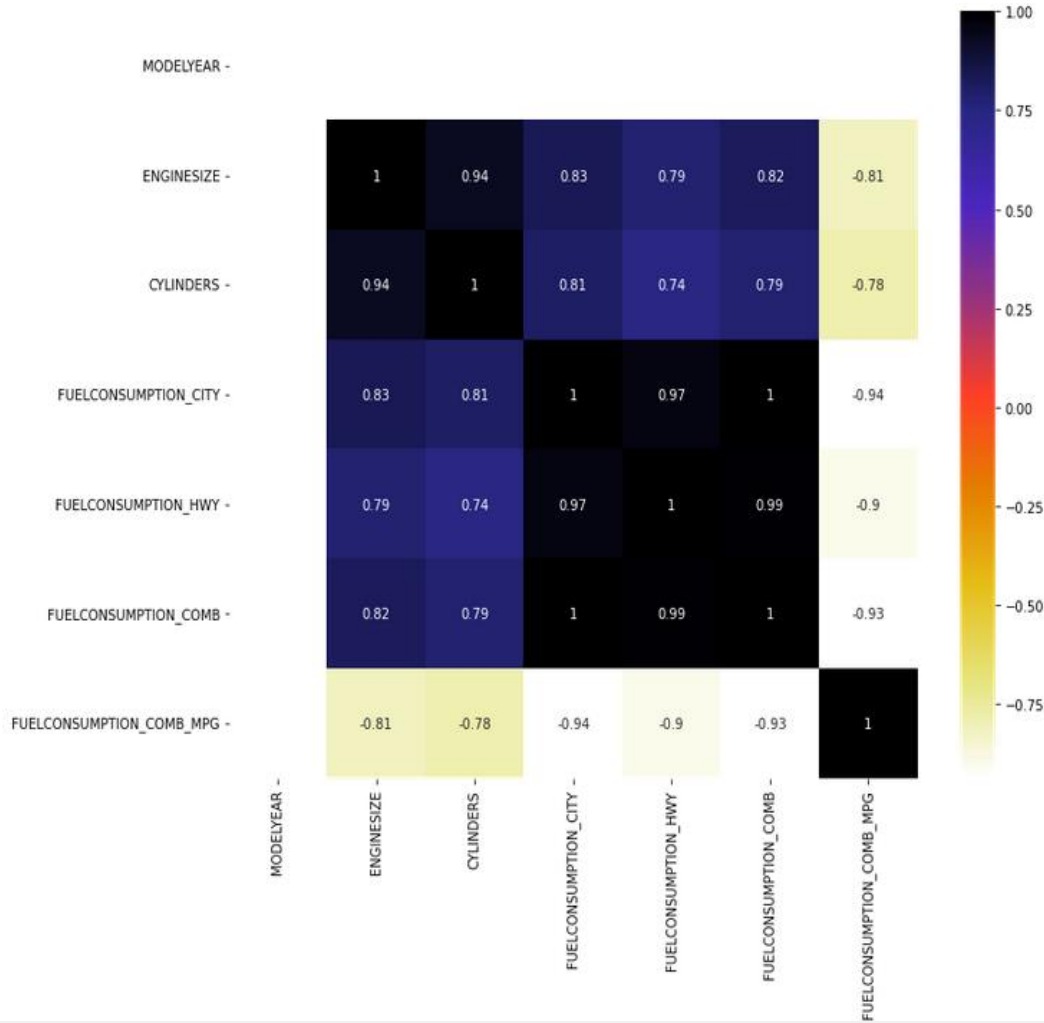 1.00
MODELYEAR
0.75
ENGINESIZE 1 0.94 0.83 0.79 0.82 -0.81
0.50
CYLINDERS 0.94 1 0.81 0.74 0.79 -0.78
0.25
FUELCONSUMPTION_CITY 0.83 0.81 1 0.97 1 -0.94
0.00
FUELCONSUMPTION_HWY 0.79 0.74 0.97 1 0.99 -0.9
−0.25
FUELCONSUMPTION_COMB 0.82 0.79 1 0.99 1 -0.93
−0.50
FUELCONSUMPTION_COMB_MPG -0.81 -0.78 -0.94 -0.9 -0.93 1
−0.75
MODELYEAR
ENGINESIZE
CYLINDERS
FUELCONSUMPTION_CITY
FUELCONSUMPTION_HWY
FUELCONSUMPTION_COMB
FUELCONSUMPTION_COMB_MPG